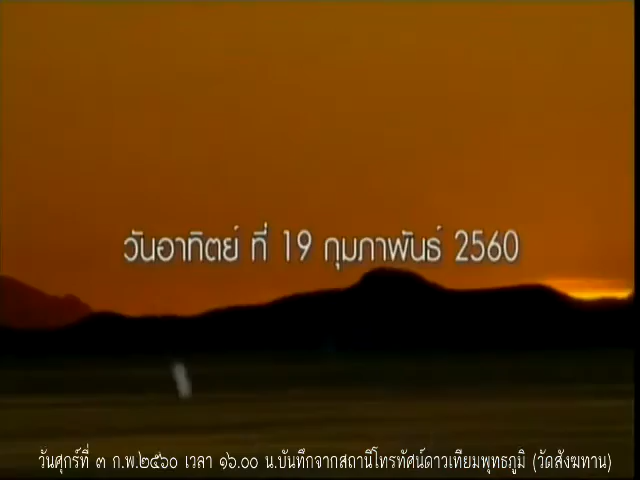 วันอาทิตย์ ที่ 19 กุมภาพันธ์ 2560
วันศุกร์ที่ ๓ ก.พ.๒๕๖๐ เวลา ๑๖.๐๐ น.บันทึกจากสถานีโทรทัศน์ดาวเทียมพุทธภูมิ (วัดสังฆทาน)